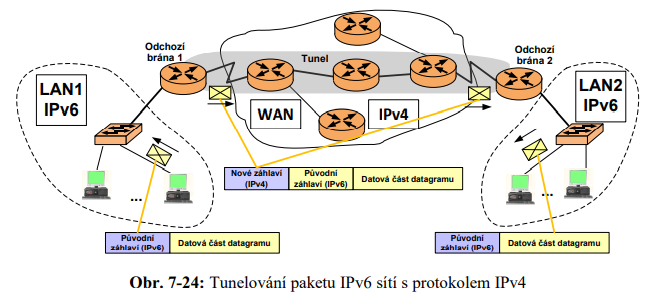 Odchozí
brána 1
Tunel
Odchozí
brána 2
LAN1
IPv6
WAN
IPv4
LAN2
IPv6
...
...
Nové záhlaví
(IPv4)
Původní
záhlaví (IPv6)
Datová část datagramu
Původní
záhlaví (IPv6)
Datová část datagramu
Původní
záhlaví (IPv6)
Datová část datagramu
Obr. 7-24: Tunelování paketu IPv6 sítí s protokolem IPv4